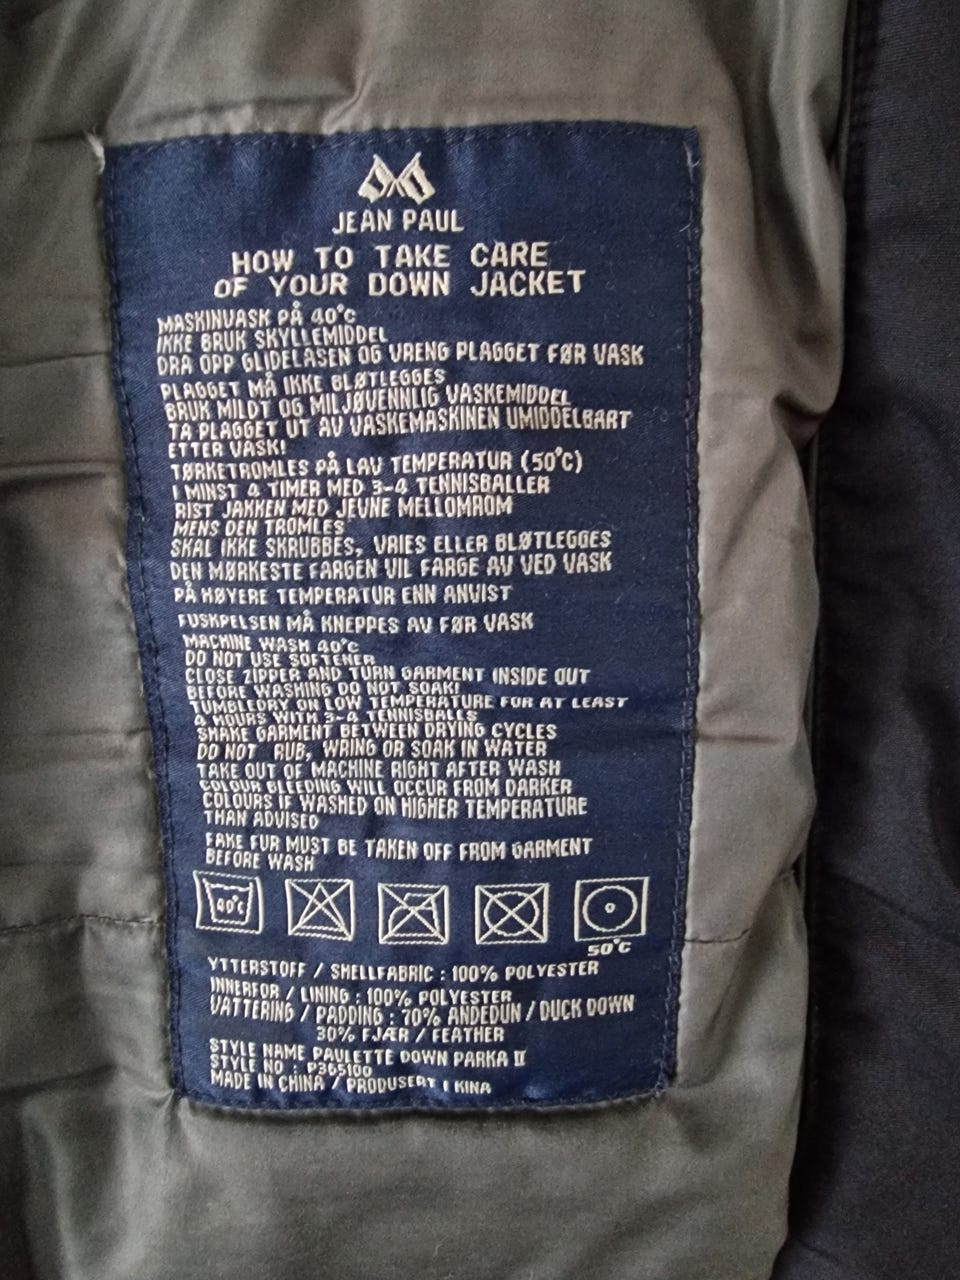 JEAN PAUL
HOW TO TAKE CARE
OF YOUR DOWN JACKET
MASKINVASK PÅ 40°C
IKKE BRUK SKYLLEMIDDEL
DRA OPP GLIDELASEN OG VRENG PLAGGET FØR VASK
PLAGGET MÅ IKKE BLØTLEGGES
BRUK MILDT OG MILJØVENNLIG VASKEMIDDEL
TA PLAGGET UT AV VASKEMASKINEN UMIDDELBART
ETTER VASK!
TØRKETROMLES PÅ LAV TEMPERATUR (50°C)
I MINST 4 TIMER MED 3-4 TENNISBALLER
RIST JAKKEN MED JEVNE MELLOMROM
MENS DEN TROMLES
SKAL IKKE SKRUBBES, VRIES ELLER BLØTLEGGES
DEN MØRKESTE FARGEN VIL FARGE AV VED VASK
PÅ HØYERE TEMPERATUR ENN ANVIST
FUSKPELSEN MÅ KNEPPES AV FØR VASK
MACHINE WASH 40°C
DO NOT USE SOFTENER
CLOSE ZIPPER AND TURN GARMENT INSIDE OUT
BEFORE WASHING DO NOT SOAK!
TUMBLEDRY ON LOW TEMPERATURE FOR AT LEAST
4 HOURS WITH 3-4 TENNISBALLS
SHAKE GARMENT BETWEEN DRYING CYCLES
DO NOT RUB, WRING OR SOAK IN WATER
TAKE OUT OF MACHINE RIGHT AFTER WASH
COLOUR BLEEDING WILL OCCUR FROM DARKER
COLOURS IF WASHED ON HIGHER TEMPERATURE
THAN ADVISED
FAKE FUR MUST BE TAKEN OFF FROM GARMENT
BEFORE WASH
40°C
50°C
YTTERSTOFF / SHELLFABRIC : 100% POLYESTER
INNERFOR / LINING : 100% POLYESTER
VATTERING / PADDING : 70% ANDEDUN / DUCK DOWN
30% FJÆR / FEATHER
STYLE NAME PAULETTE DOWN PARKA II
STYLE NO : P365100
MADE IN CHINA / PRODUSERT I KINA